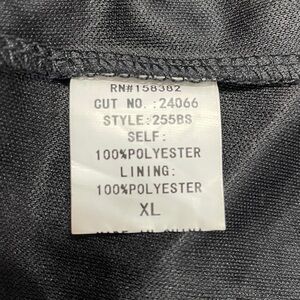 RN#158382
CUT NO. :24066
STYLE:255BS
SELF:
100%POLYESTER
LINING:
100%POLYESTER
XL